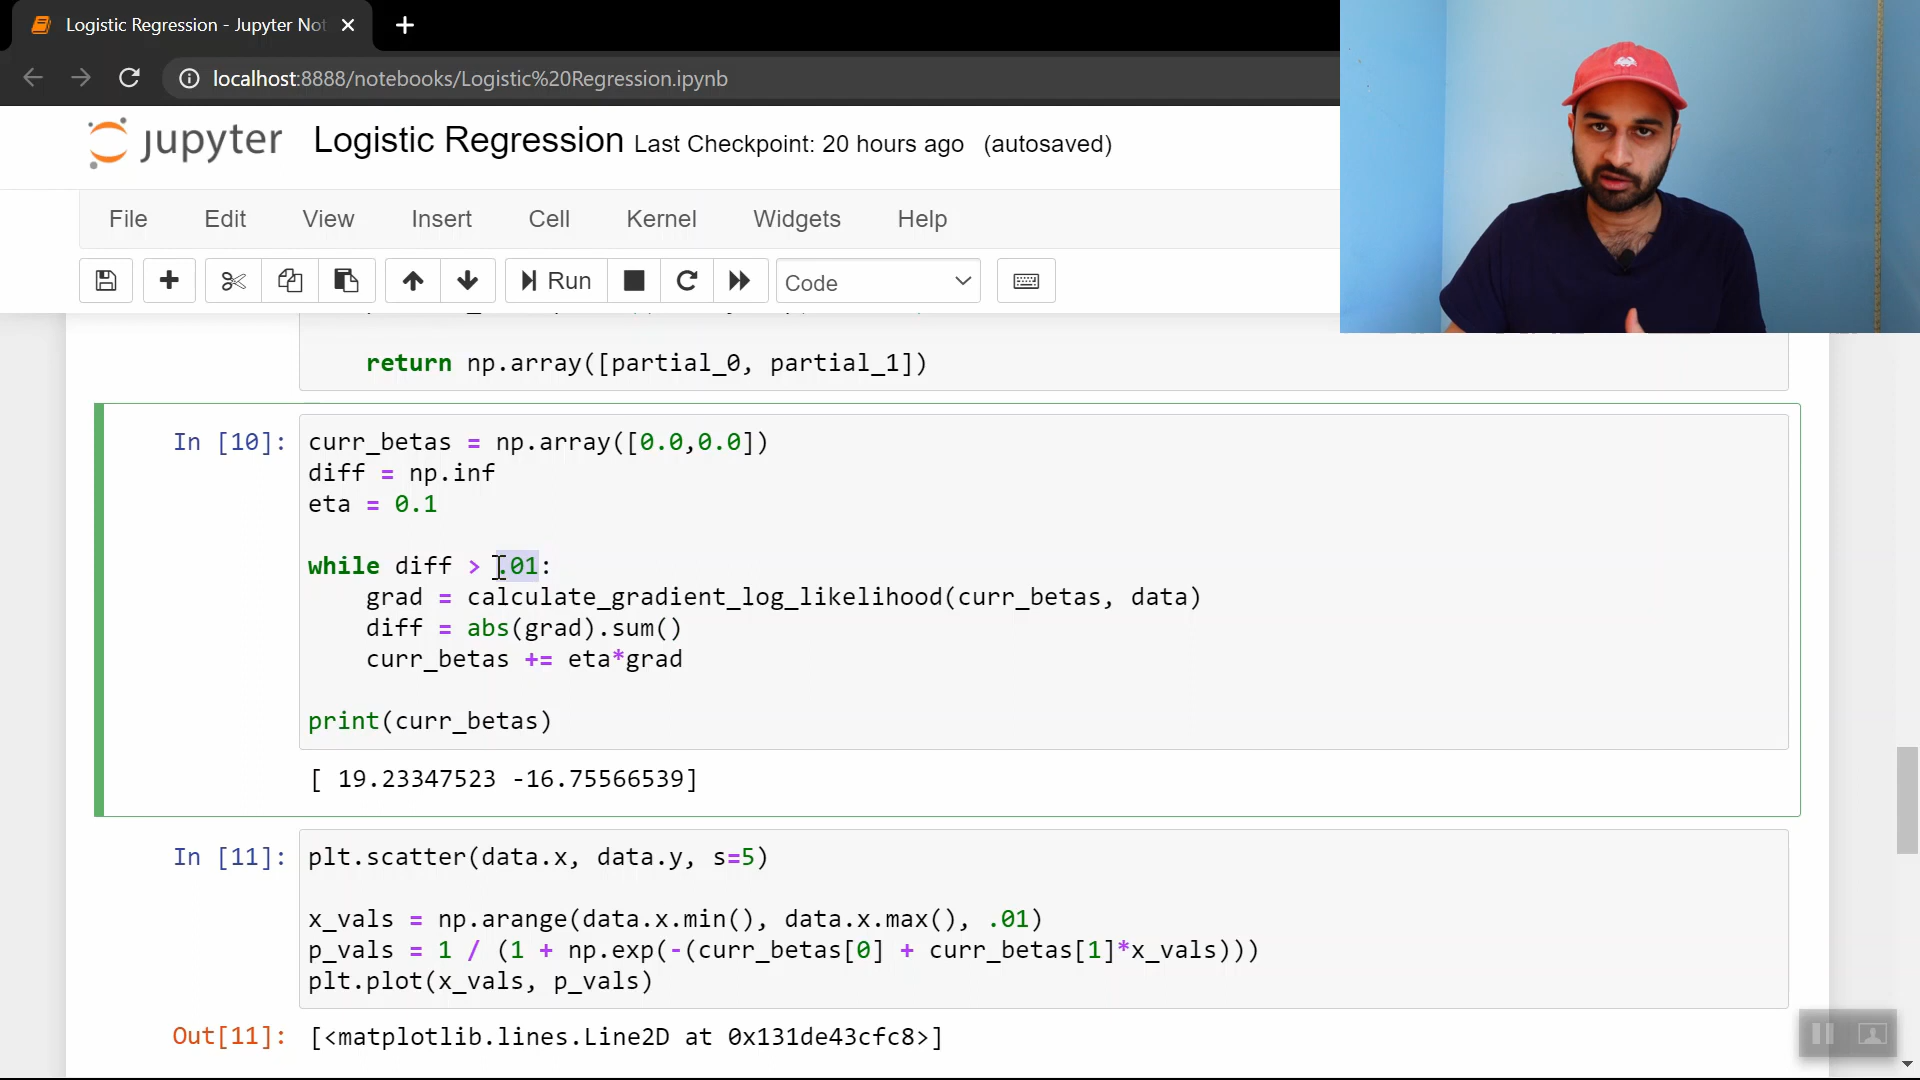 Logistic Regression - Jupyter Not
localhost:8888/notebooks/Logistic%20Regression.ipynb
jupyter Logistic Regression Last Checkpoint: 20 hours ago (autosaved)
File Edit View Insert Cell Kernel Widgets Help
Run Code
return np.array([partial_0, partial_1])
In [10]: curr_betas = np.array([0.0,0.0])
diff = np.inf
eta = 0.1
while diff > .01:
grad = calculate_gradient_log_likelihood(curr_betas, data)
diff = abs(grad).sum()
curr_betas += eta*grad
print(curr_betas)
[ 19.23347523 -16.75566539]
In [11]: plt.scatter(data.x, data.y, s=5)
x_vals = np.arange(data.x.min(), data.x.max(), .01)
p_vals = 1 / (1 + np.exp(-(curr_betas[0] + curr_betas[1]*x_vals)))
plt.plot(x_vals, p_vals)
Out[11]: [<matplotlib.lines.Line2D at 0x131de43cfc8>]